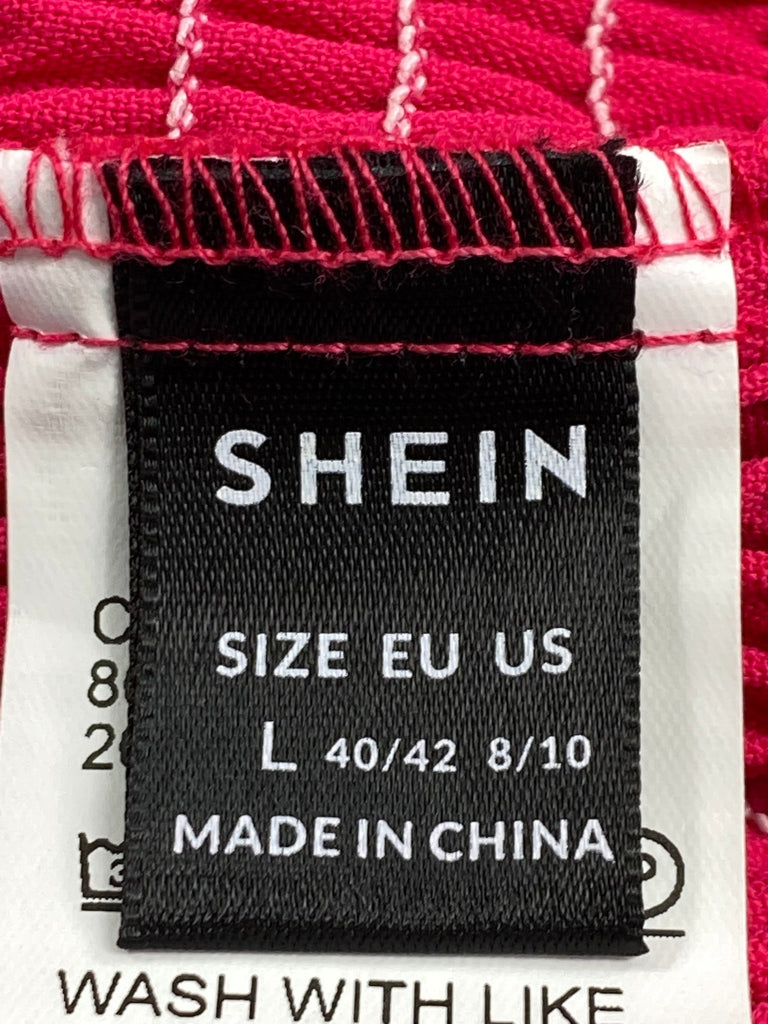 SHEIN
SIZE EU US
L 40/42 8/10
MADE IN CHINA
WASH WITH LIKE